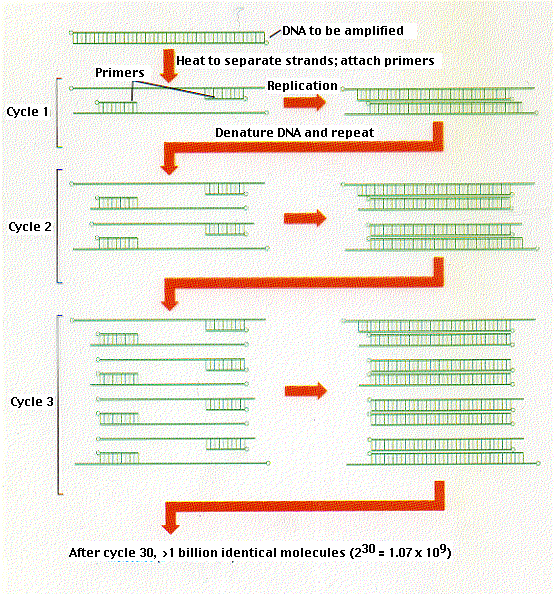 DNA to be amplified
Heat to separate strands; attach primers
Primers
Replication
Cycle 1
Denature DNA and repeat
Cycle 2
Cycle 3
After cycle 30, >1 billion identical molecules (2^30 = 1.07 x 10^9)